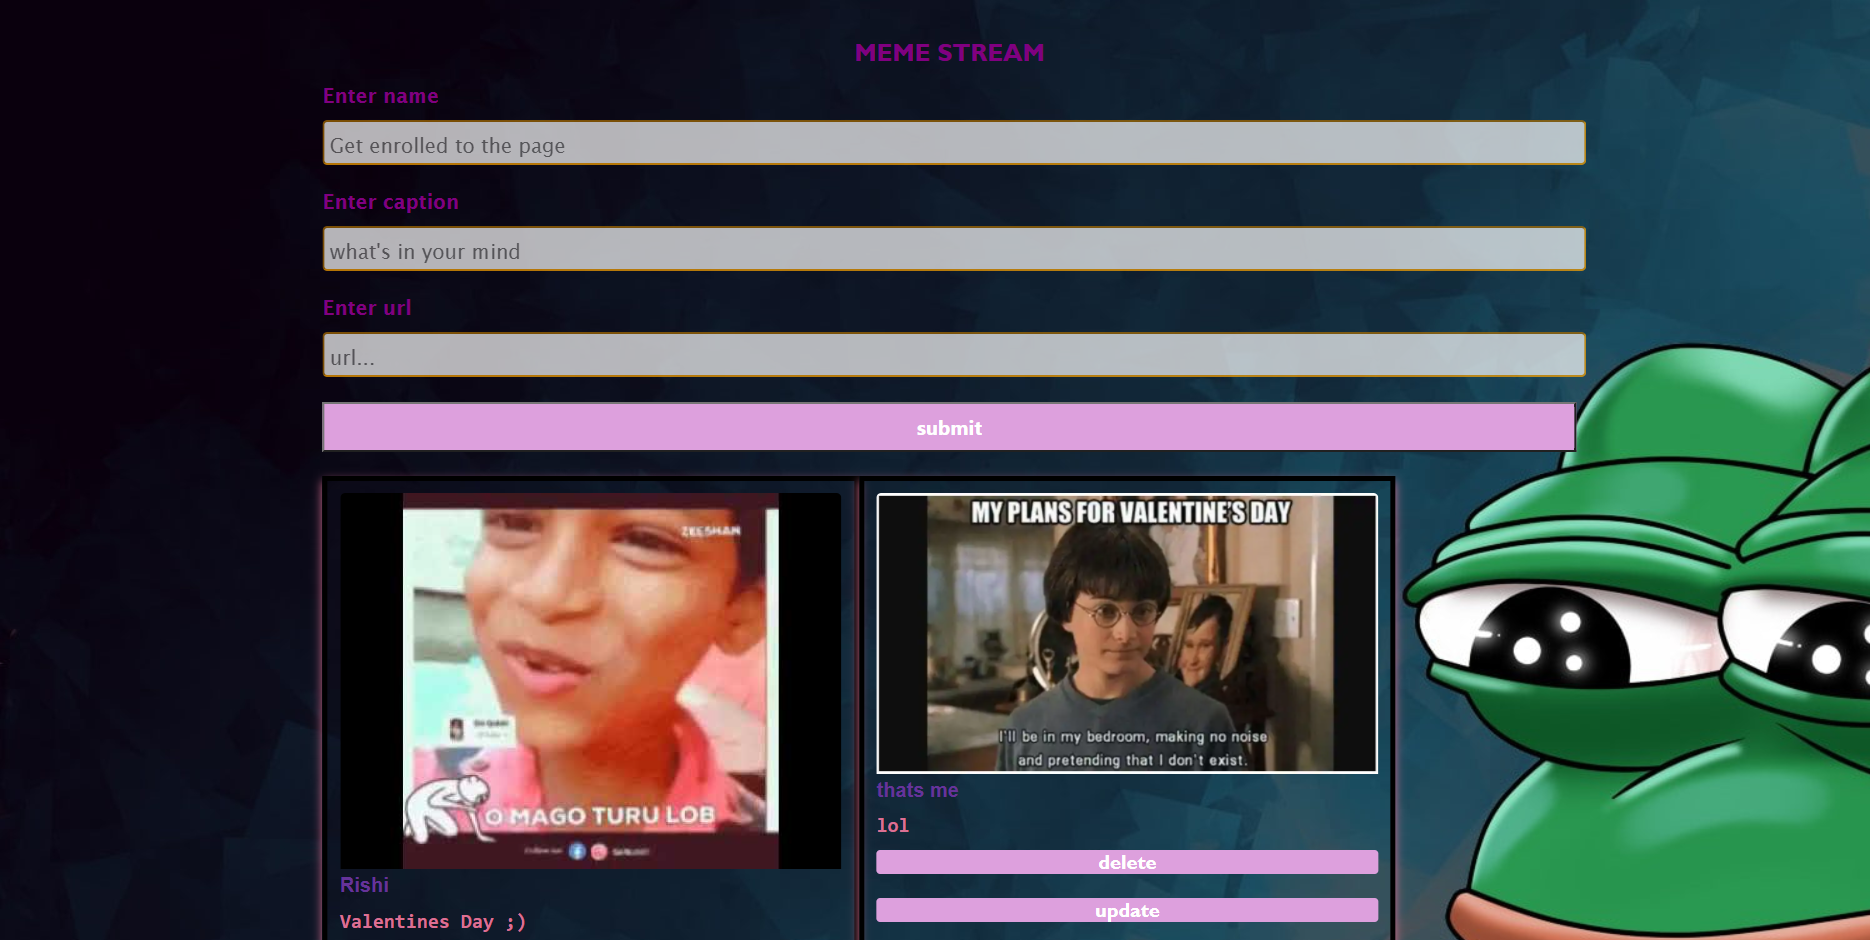 MEME STREAM
Enter name
Get enrolled to the page
Enter caption
what's in your mind
Enter url
url...
submit
ZEESHAN
O MAGO TURU LOB
Rishi
Valentines Day ;)
MY PLANS FOR VALENTINE'S DAY
I'll be in my bedroom, making no noise
and pretending that I don't exist.
thats me
lol
delete
update